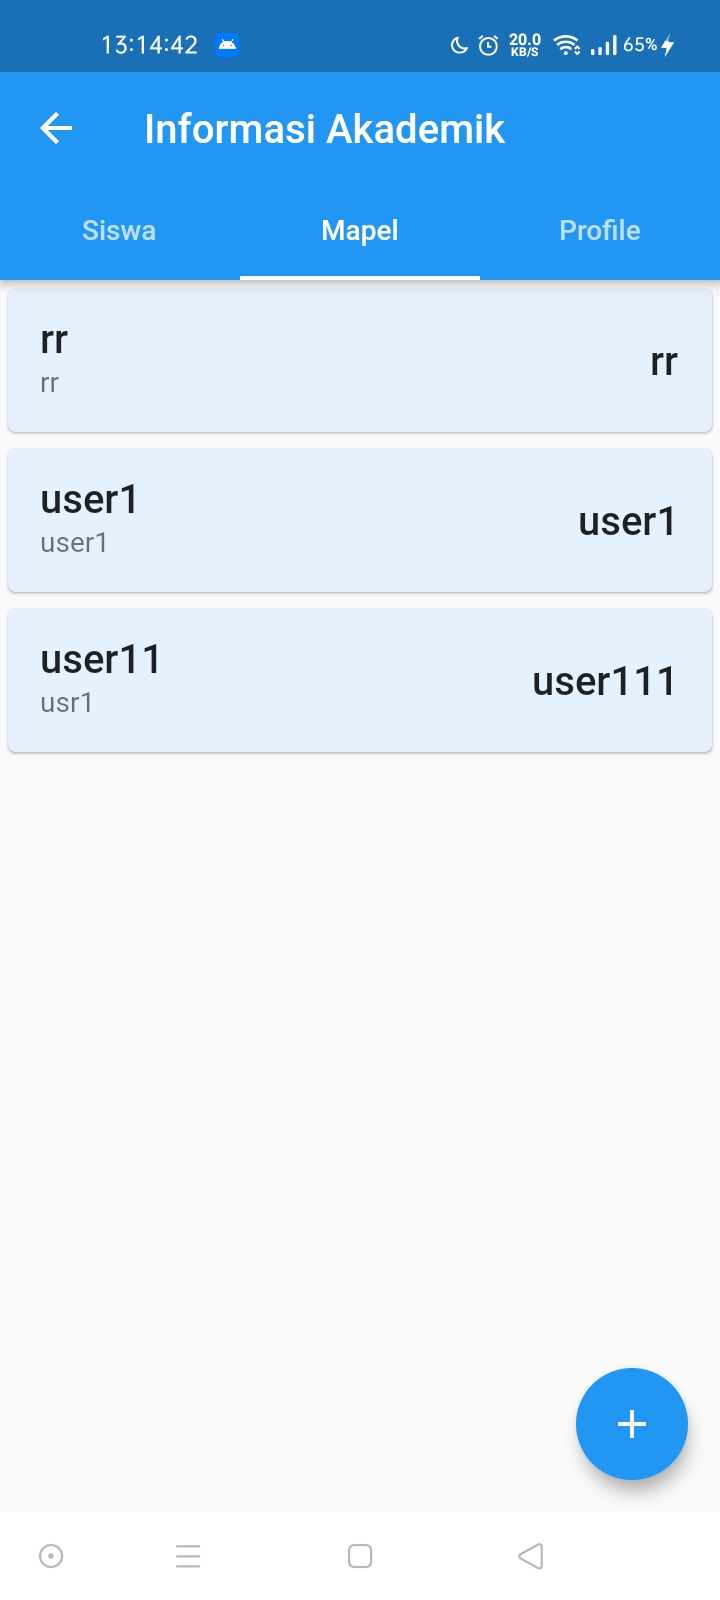 13:14:42
20.0
KB/S
65%
Informasi Akademik
Siswa
Mapel
Profile
rr
rr
rr
user1
user1
user1
user11
usr1
user111